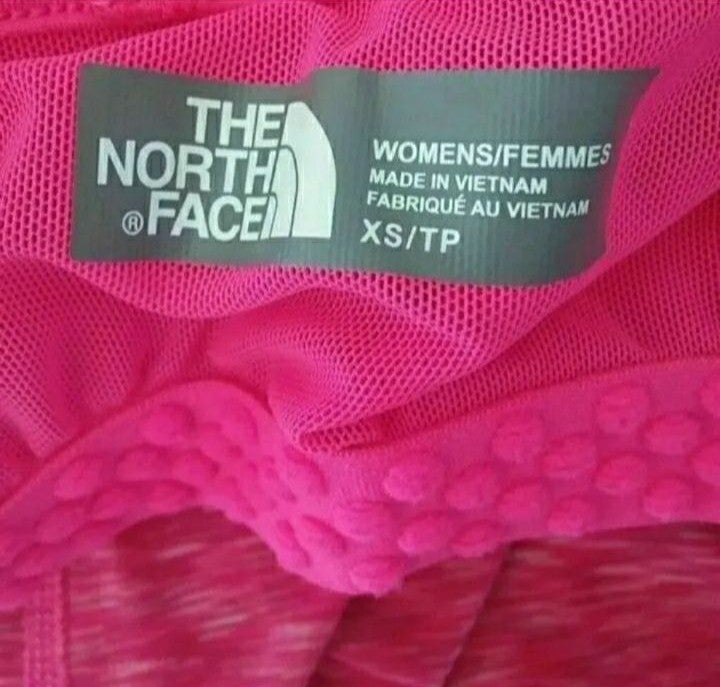 THE
NORTH
®FACE
WOMENS/FEMMES
MADE IN VIETNAM
FABRIQUÉ AU VIETNAM
XS/TP